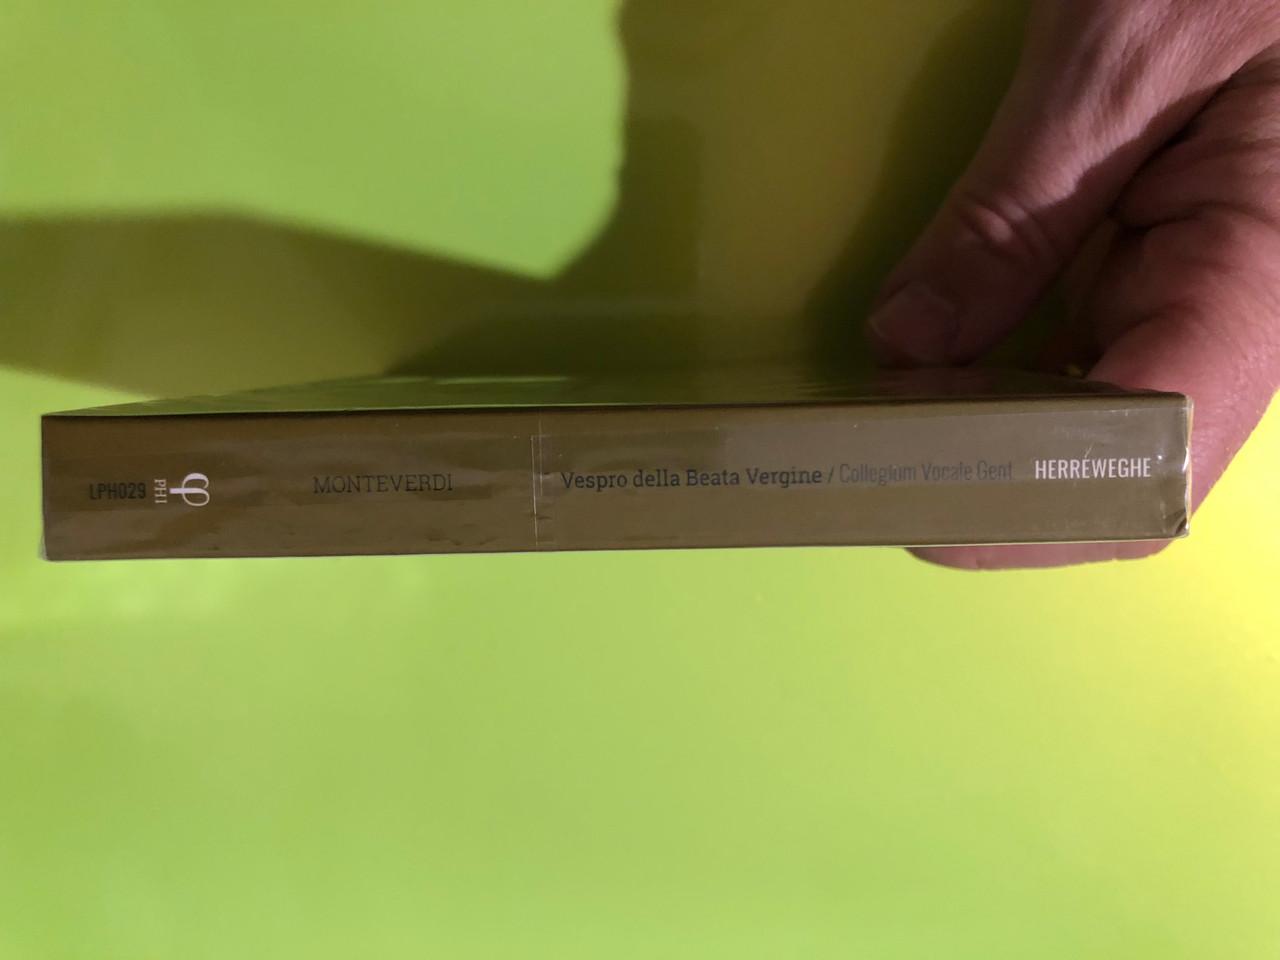 LPH029
φ
PHI
MONTEVERDI
Vespro della Beata Vergine / Collegium Vocale Gent
HERREWEGHE